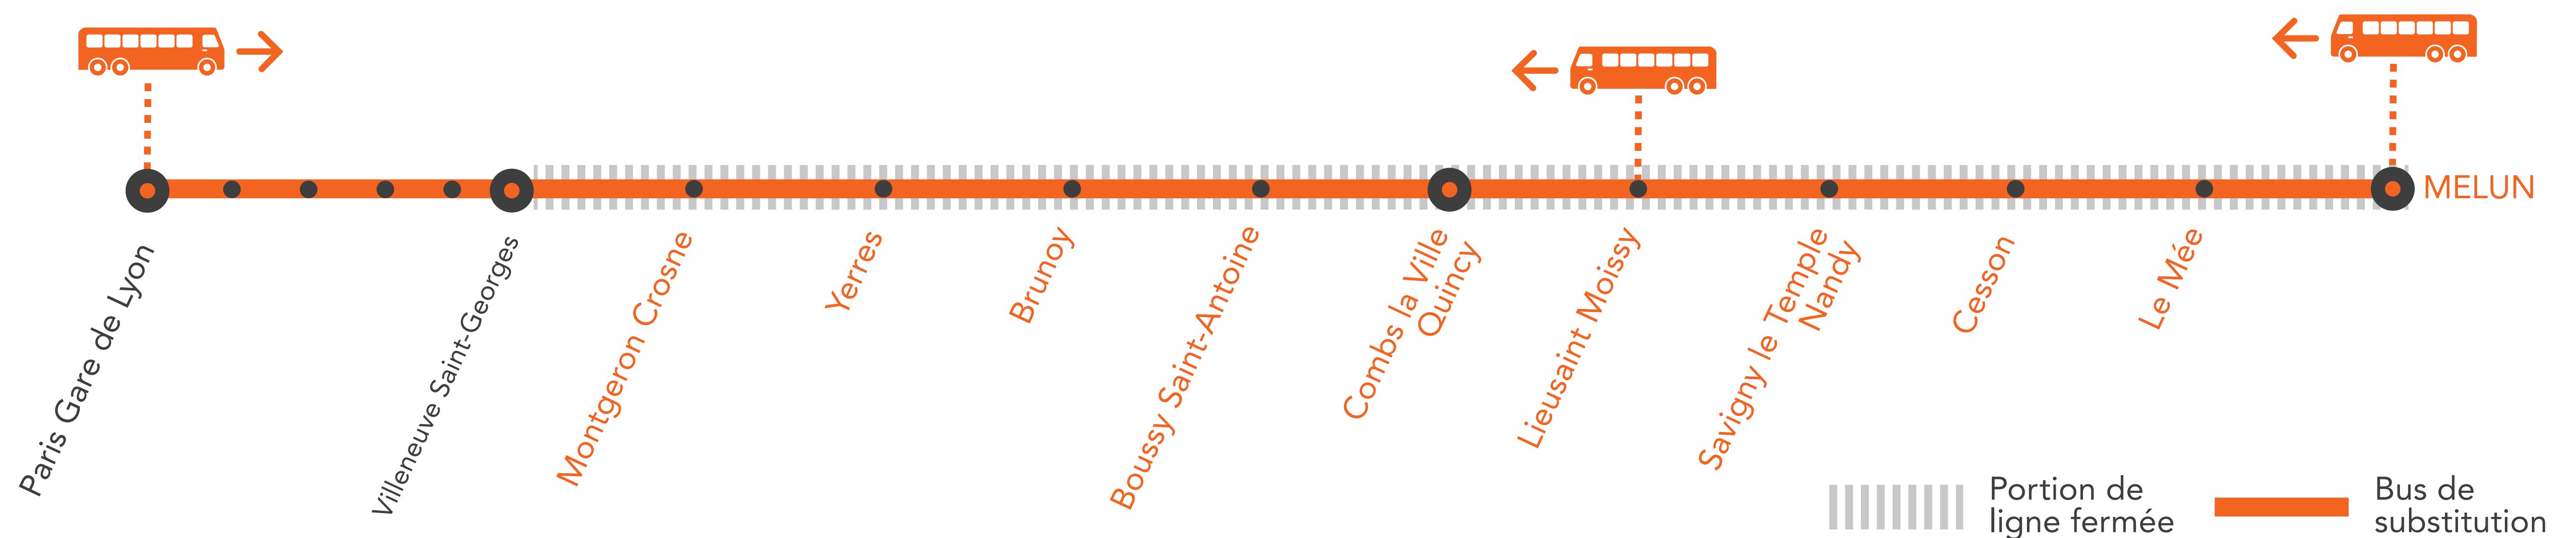 Paris Gare de Lyon
Villeneuve Saint-Georges
Montgeron Crosne
Yerres
Brunoy
Boussy Saint-Antoine
Combs la Ville
Quincy
Lieusaint Moissy
Savigny le Temple
Nandy
Cesson
Le Mée
MELUN
Portion de
ligne fermée
Bus de
substitution